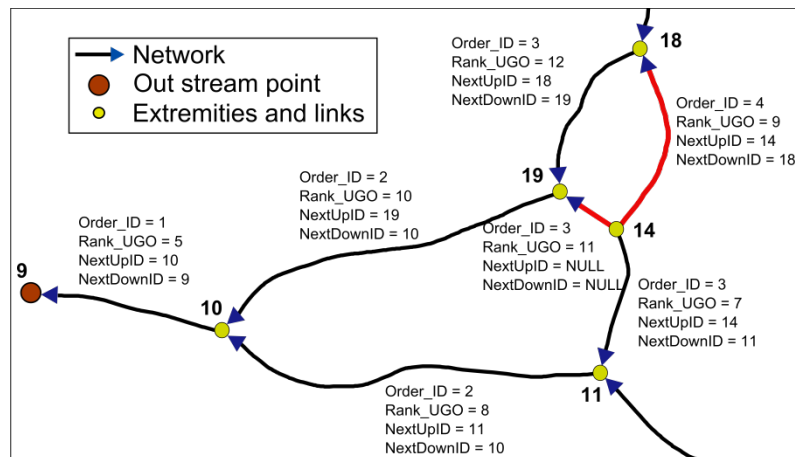 Network
Out stream point
Extremities and links
18
Order_ID = 3
Rank_UGO = 12
NextUpID = 18
NextDownID = 19
Order_ID = 4
Rank_UGO = 9
NextUpID = 14
NextDownID = 18
19
Order_ID = 2
Rank_UGO = 10
NextUpID = 19
NextDownID = 10
Order_ID = 3
Rank_UGO = 11
NextUpID = NULL
NextDownID = NULL
14
Order_ID = 1
Rank_UGO = 5
NextUpID = 10
NextDownID = 9
9
Order_ID = 3
Rank_UGO = 7
NextUpID = 14
NextDownID = 11
10
11
Order_ID = 2
Rank_UGO = 8
NextUpID = 11
NextDownID = 10